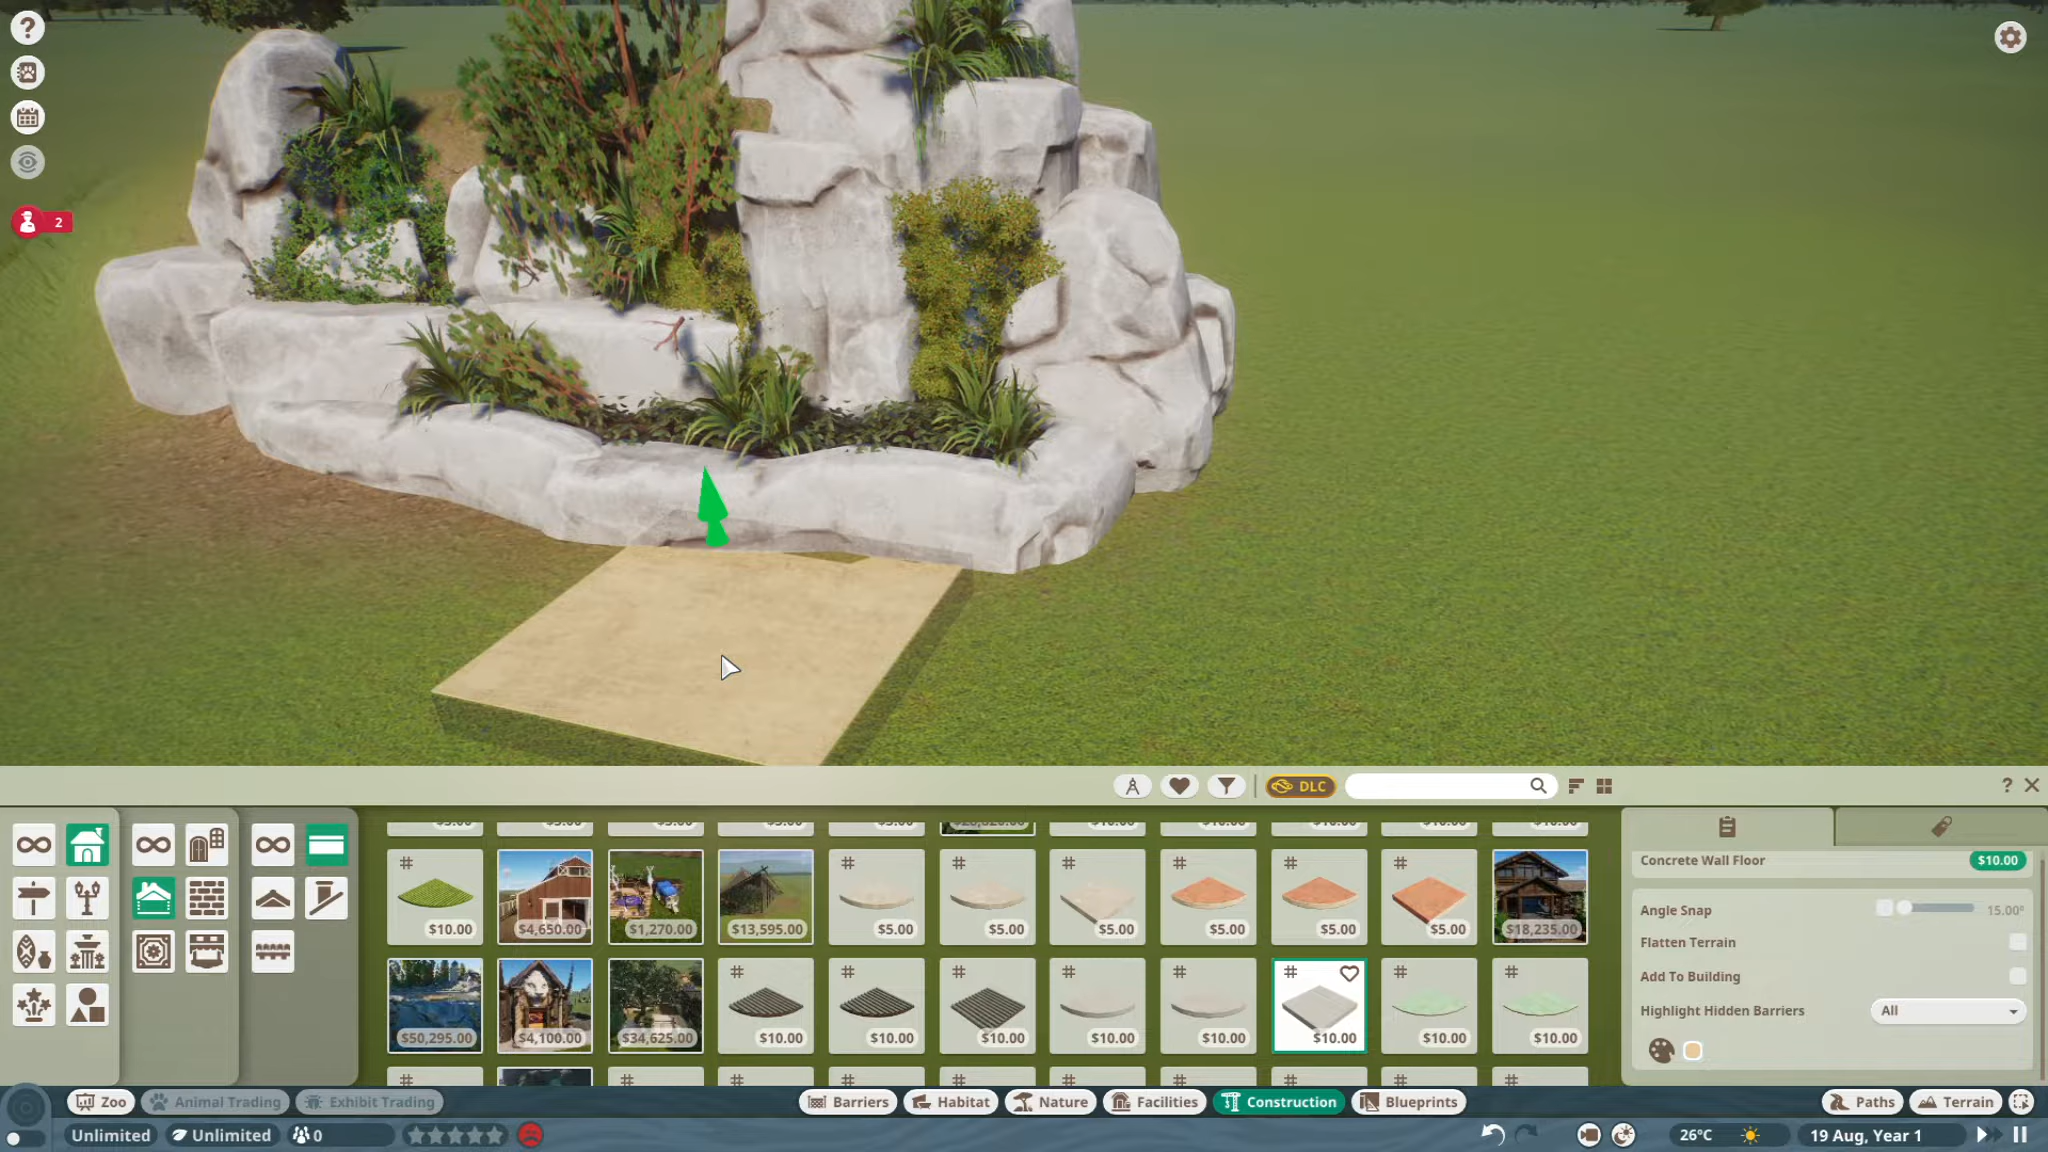 ?
2
DLC
?
$10.00 $4,650.00 $1,270.00 $13,595.00 $5.00 $5.00 $5.00 $5.00 $5.00 $5.00 $18,235.00
$50,295.00 $4,100.00 $34,625.00 $10.00 $10.00 $10.00 $10.00 $10.00 $10.00 $10.00 $10.00
Concrete Wall Floor $10.00
Angle Snap 15.00°
Flatten Terrain
Add To Building
Highlight Hidden Barriers All
Zoo Animal Trading Exhibit Trading Barriers Habitat Nature Facilities Construction Blueprints Paths Terrain
Unlimited Unlimited 0 26°C 19 Aug, Year 1